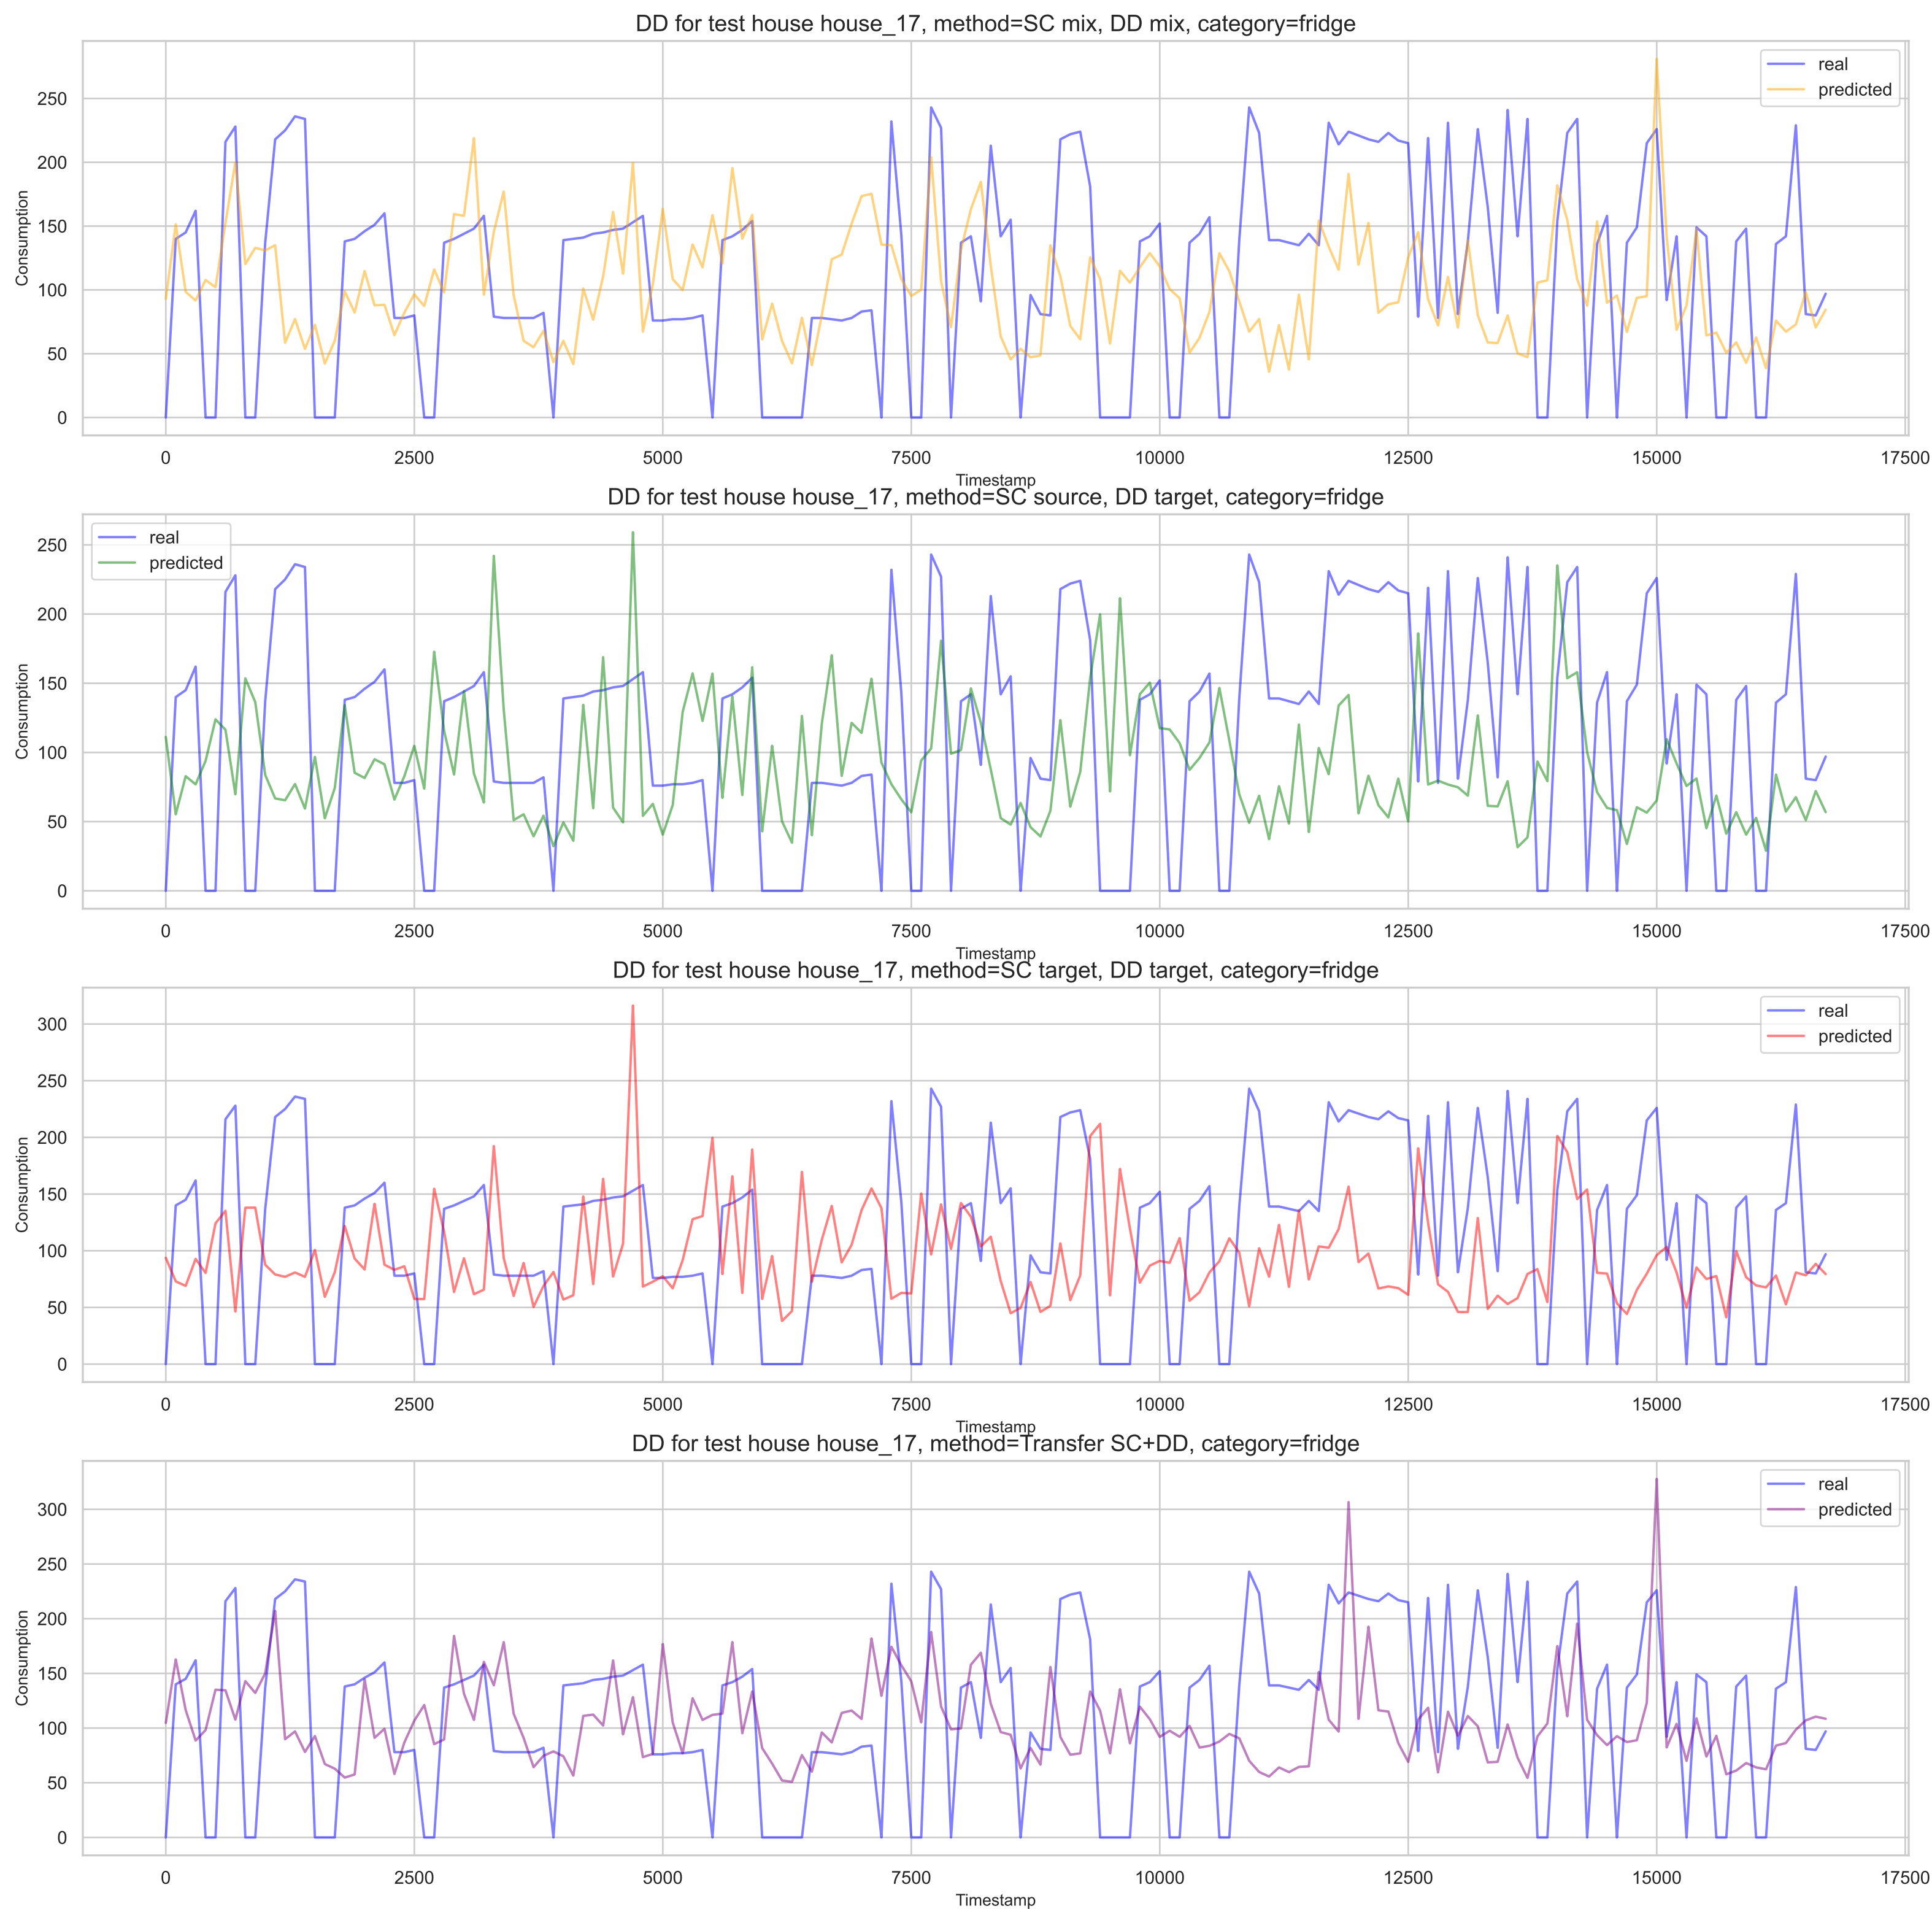 DD for test house house_17, method=SC mix, DD mix, category=fridge
real
predicted
Consumption
250
200
150
100
50
0
0 2500 5000 7500 10000 12500 15000 17500
Timestamp
DD for test house house_17, method=SC source, DD target, category=fridge
real
predicted
Consumption
250
200
150
100
50
0
0 2500 5000 7500 10000 12500 15000 17500
Timestamp
DD for test house house_17, method=SC target, DD target, category=fridge
real
predicted
Consumption
300
250
200
150
100
50
0
0 2500 5000 7500 10000 12500 15000 17500
Timestamp
DD for test house house_17, method=Transfer SC+DD, category=fridge
real
predicted
Consumption
300
250
200
150
100
50
0
0 2500 5000 7500 10000 12500 15000 17500
Timestamp